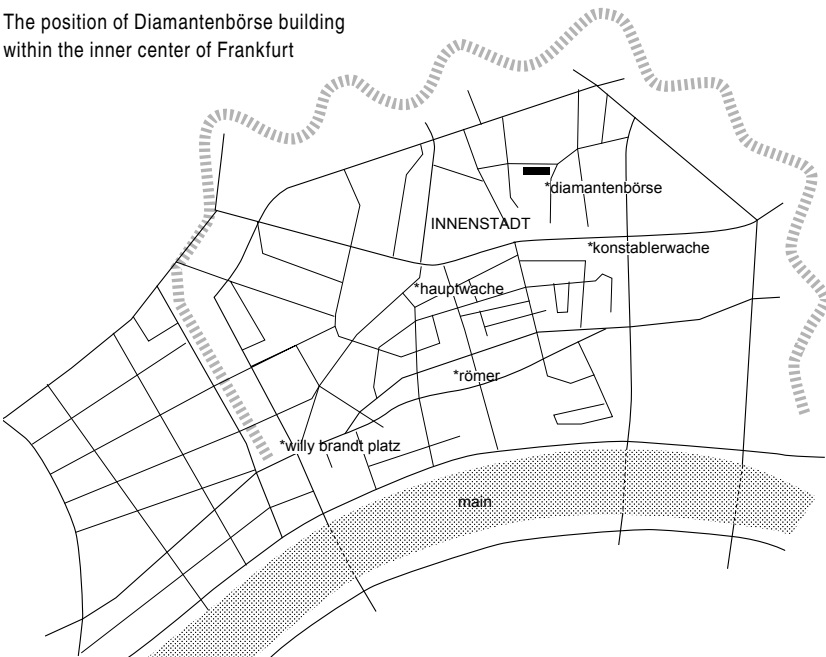 The position of Diamantenbörse building
within the inner center of Frankfurt
*diamantenbörse
INNENSTADT
*konstablerwache
*hauptwache
*römer
*willy brandt platz
main